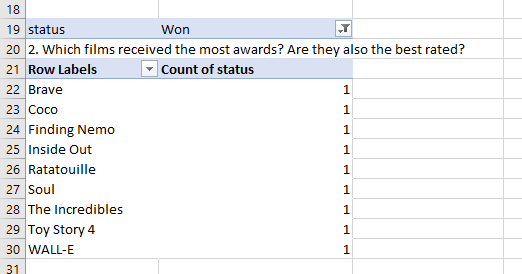 18
19 status Won
20 2. Which films received the most awards? Are they also the best rated?
21 Row Labels Count of status
22 Brave 1
23 Coco 1
24 Finding Nemo 1
25 Inside Out 1
26 Ratatouille 1
27 Soul 1
28 The Incredibles 1
29 Toy Story 4 1
30 WALL-E 1
31